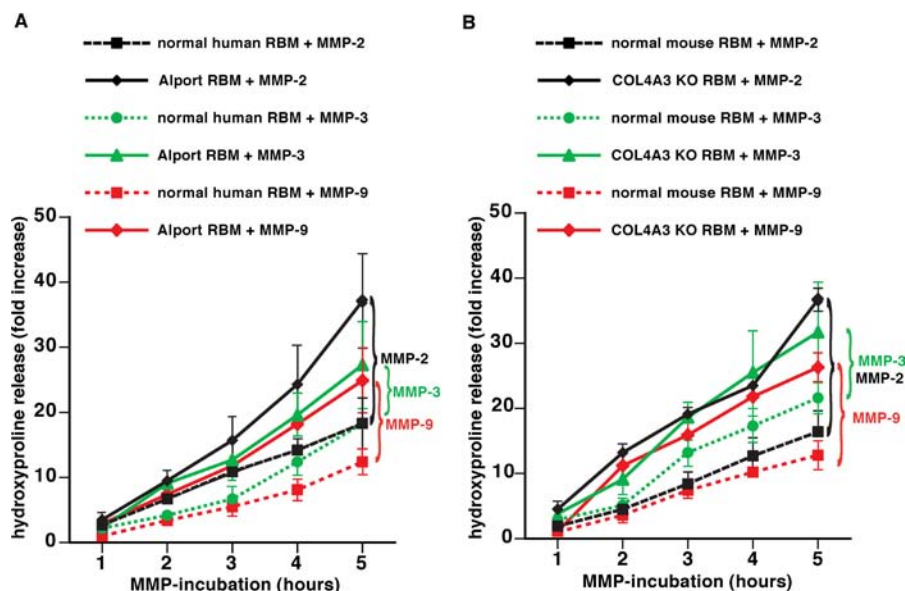 A
normal human RBM + MMP-2
Alport RBM + MMP-2
normal human RBM + MMP-3
Alport RBM + MMP-3
normal human RBM + MMP-9
Alport RBM + MMP-9
hydroxyproline release (fold increase)
50
40
30
20
10
0
1 2 3 4 5
MMP-incubation (hours)
MMP-2
MMP-3
MMP-9
B
normal mouse RBM + MMP-2
COL4A3 KO RBM + MMP-2
normal mouse RBM + MMP-3
COL4A3 KO RBM + MMP-3
normal mouse RBM + MMP-9
COL4A3 KO RBM + MMP-9
hydroxyproline release (fold increase)
50
40
30
20
10
0
1 2 3 4 5
MMP-incubation (hours)
MMP-3
MMP-2
MMP-9